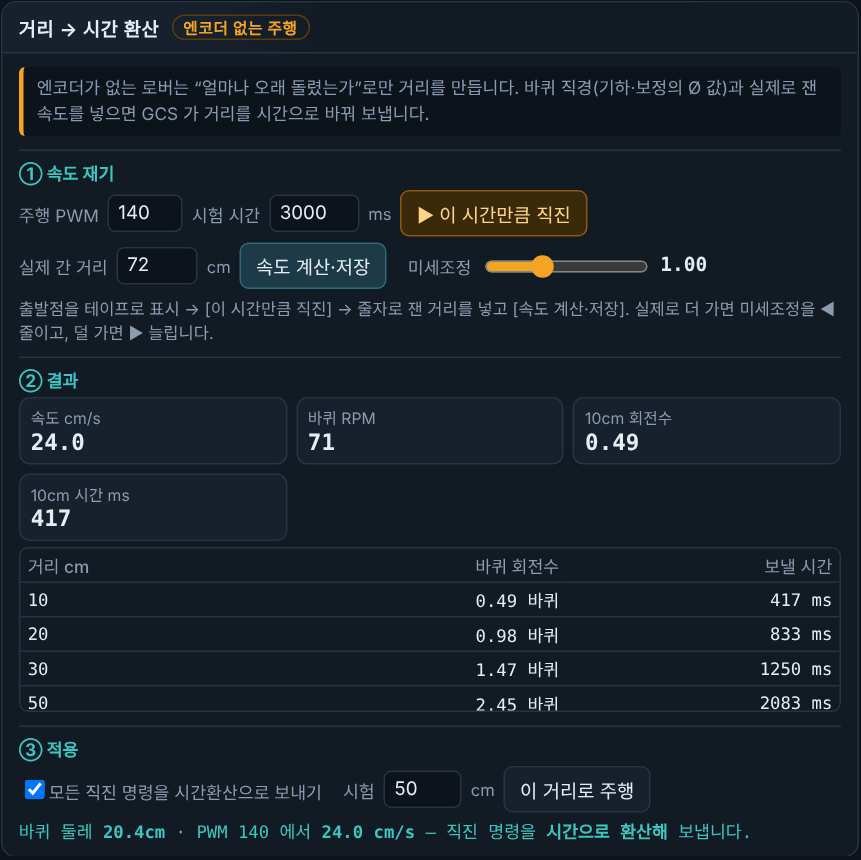 거리 → 시간 환산 엔코더 없는 주행
엔코더가 없는 로버는 “얼마나 오래 돌렸는가”로만 거리를 만듭니다. 바퀴 직경(기하·보정의 Ø 값)과 실제로 잰
속도를 넣으면 GCS 가 거리를 시간으로 바꿔 보냅니다.
① 속도 재기
주행 PWM 140 시험 시간 3000 ms ▶ 이 시간만큼 직진
실제 간 거리 72 cm 속도 계산·저장 미세조정 1.00
출발점을 테이프로 표시 → [이 시간만큼 직진] → 줄자로 잰 거리를 넣고 [속도 계산·저장]. 실제로 더 가면 미세조정을 ◀
줄이고, 덜 가면 ▶ 늘립니다.
② 결과
속도 cm/s 바퀴 RPM 10cm 회전수
24.0 71 0.49
10cm 시간 ms
417
거리 cm 바퀴 회전수 보낼 시간
10 0.49 바퀴 417 ms
20 0.98 바퀴 833 ms
30 1.47 바퀴 1250 ms
50 2.45 바퀴 2083 ms
③ 적용
모든 직진 명령을 시간환산으로 보내기 시험 50 cm 이 거리로 주행
바퀴 둘레 20.4cm · PWM 140 에서 24.0 cm/s — 직진 명령을 시간으로 환산해 보냅니다.